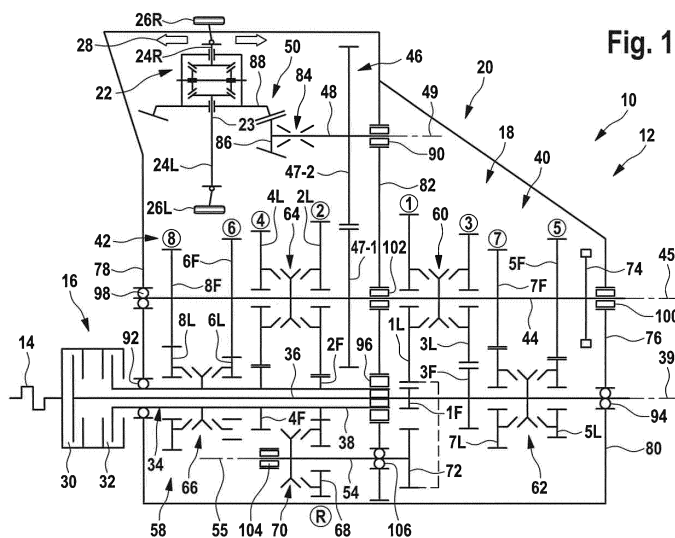 26R
28
24R
22
50
88
84
46
Fig. 1
20
48
49
18
10
12
40
23
86
90
24L
47-2
82
26L
4L
2L
1
42
8
6
4
64
2
60
3
7
5
78
6F
47-1
102
5F
74
16
98
8F
7F
45
44
100
14
92
8L
6L
2F
96
1L
3L
76
36
3F
39
4F
38
1F
94
34
7L
5L
30
32
66
72
62
80
54
58
55
104
70
R
68
106